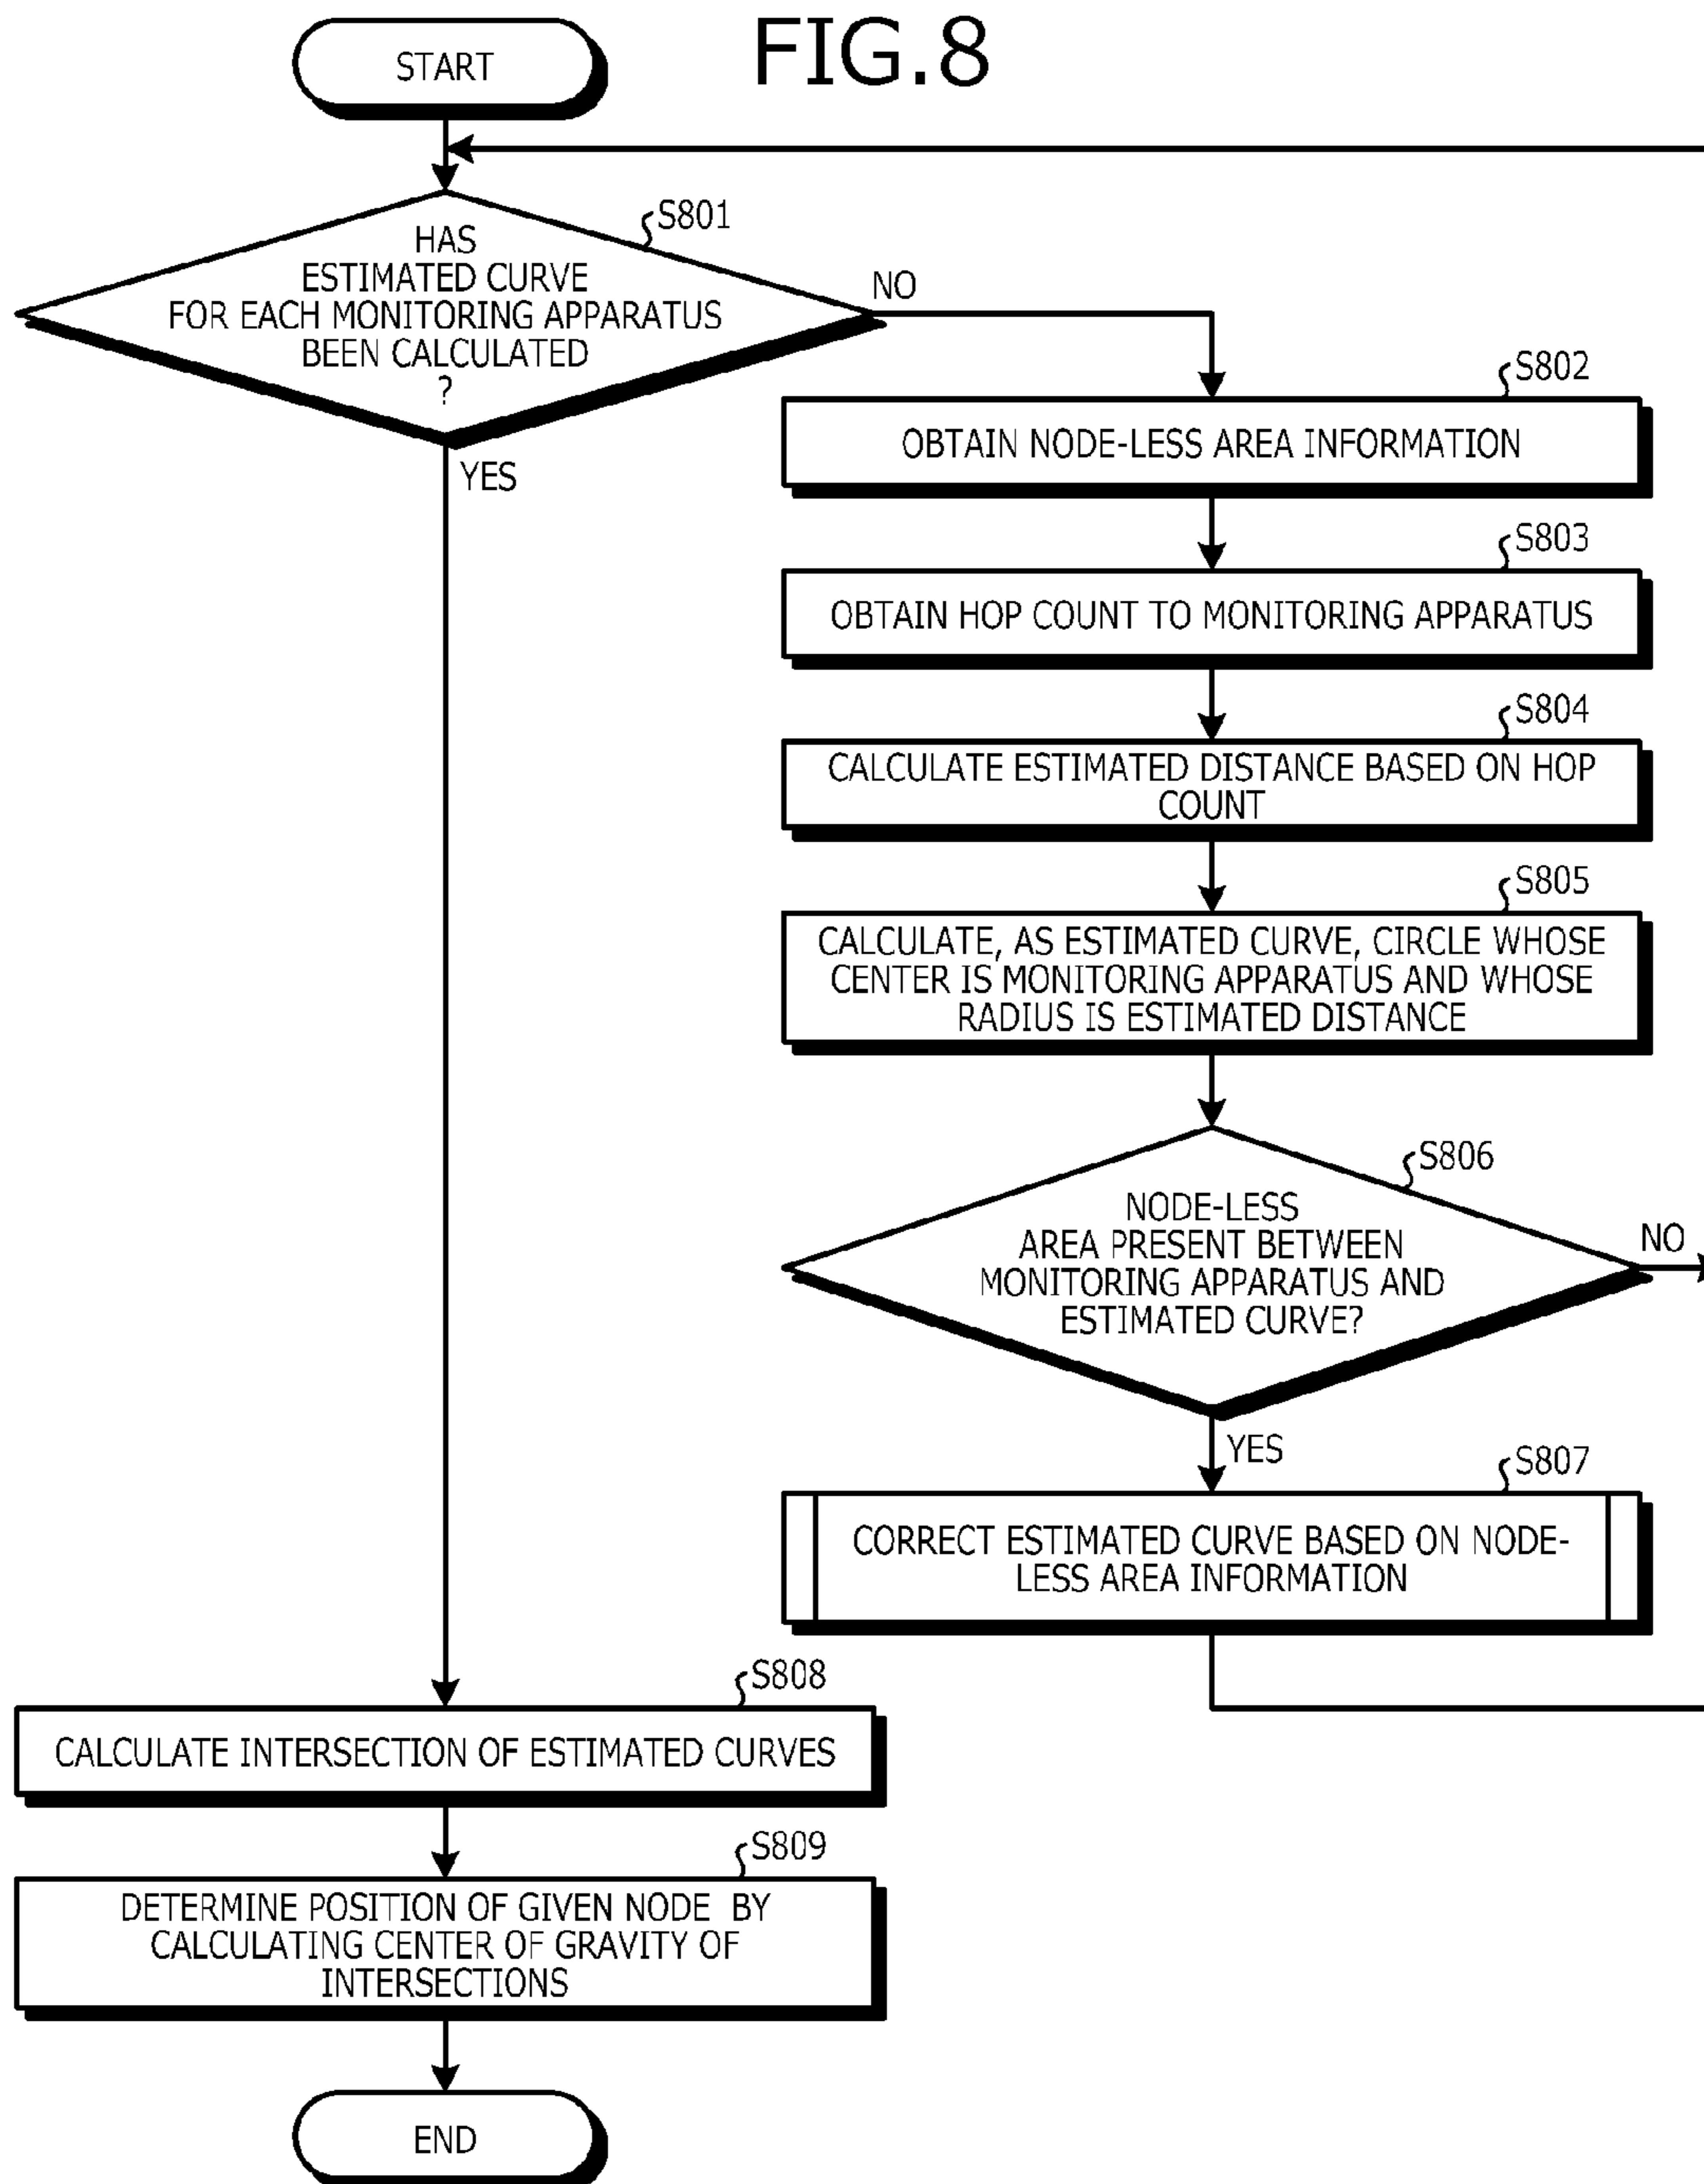 FIG.8
START
S801
HAS
ESTIMATED CURVE
FOR EACH MONITORING APPARATUS
BEEN CALCULATED
?
NO
YES
S802
OBTAIN NODE-LESS AREA INFORMATION
S803
OBTAIN HOP COUNT TO MONITORING APPARATUS
S804
CALCULATE ESTIMATED DISTANCE BASED ON HOP
COUNT
S805
CALCULATE, AS ESTIMATED CURVE, CIRCLE WHOSE
CENTER IS MONITORING APPARATUS AND WHOSE
RADIUS IS ESTIMATED DISTANCE
S806
NODE-LESS
AREA PRESENT BETWEEN
MONITORING APPARATUS AND
ESTIMATED CURVE?
NO
YES
S807
CORRECT ESTIMATED CURVE BASED ON NODE-
LESS AREA INFORMATION
S808
CALCULATE INTERSECTION OF ESTIMATED CURVES
S809
DETERMINE POSITION OF GIVEN NODE BY
CALCULATING CENTER OF GRAVITY OF
INTERSECTIONS
END